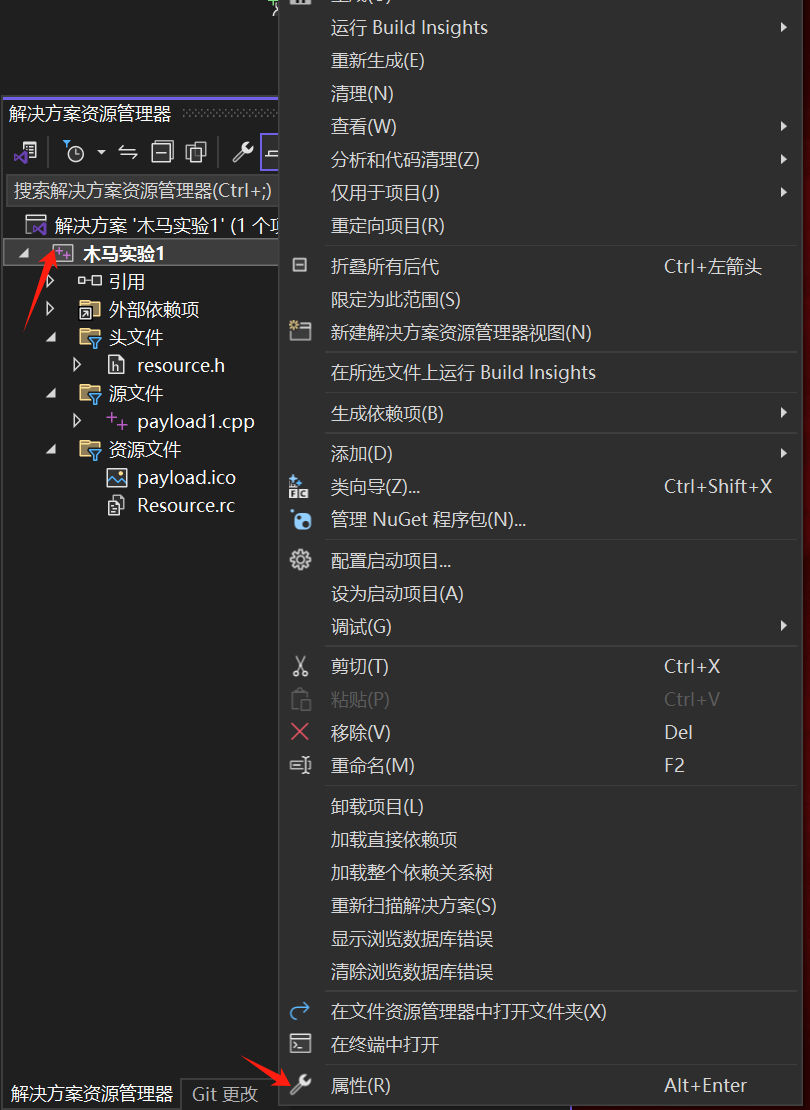 运行 Build Insights
重新生成(E)
清理(N)
查看(W)
分析和代码清理(Z)
仅用于项目(J)
重定向项目(R)
折叠所有后代 Ctrl+左箭头
限定为此范围(S)
新建解决方案资源管理器视图(N)
在所选文件上运行 Build Insights
生成依赖项(B)
添加(D)
类向导(Z)... Ctrl+Shift+X
管理 NuGet 程序包(N)...
配置启动项目...
设为启动项目(A)
调试(G)
剪切(T) Ctrl+X
粘贴(P) Ctrl+V
移除(V) Del
重命名(M) F2
卸载项目(L)
加载直接依赖项
加载整个依赖关系树
重新扫描解决方案(S)
显示浏览数据库错误
清除浏览数据库错误
在文件资源管理器中打开文件夹(X)
在终端中打开
属性(R) Alt+Enter
解决方案资源管理器
搜索解决方案资源管理器(Ctrl+;)
解决方案 '木马实验1' (1 个
木马实验1
引用
外部依赖项
头文件
resource.h
源文件
payload1.cpp
资源文件
payload.ico
Resource.rc
解决方案资源管理器 Git 更改